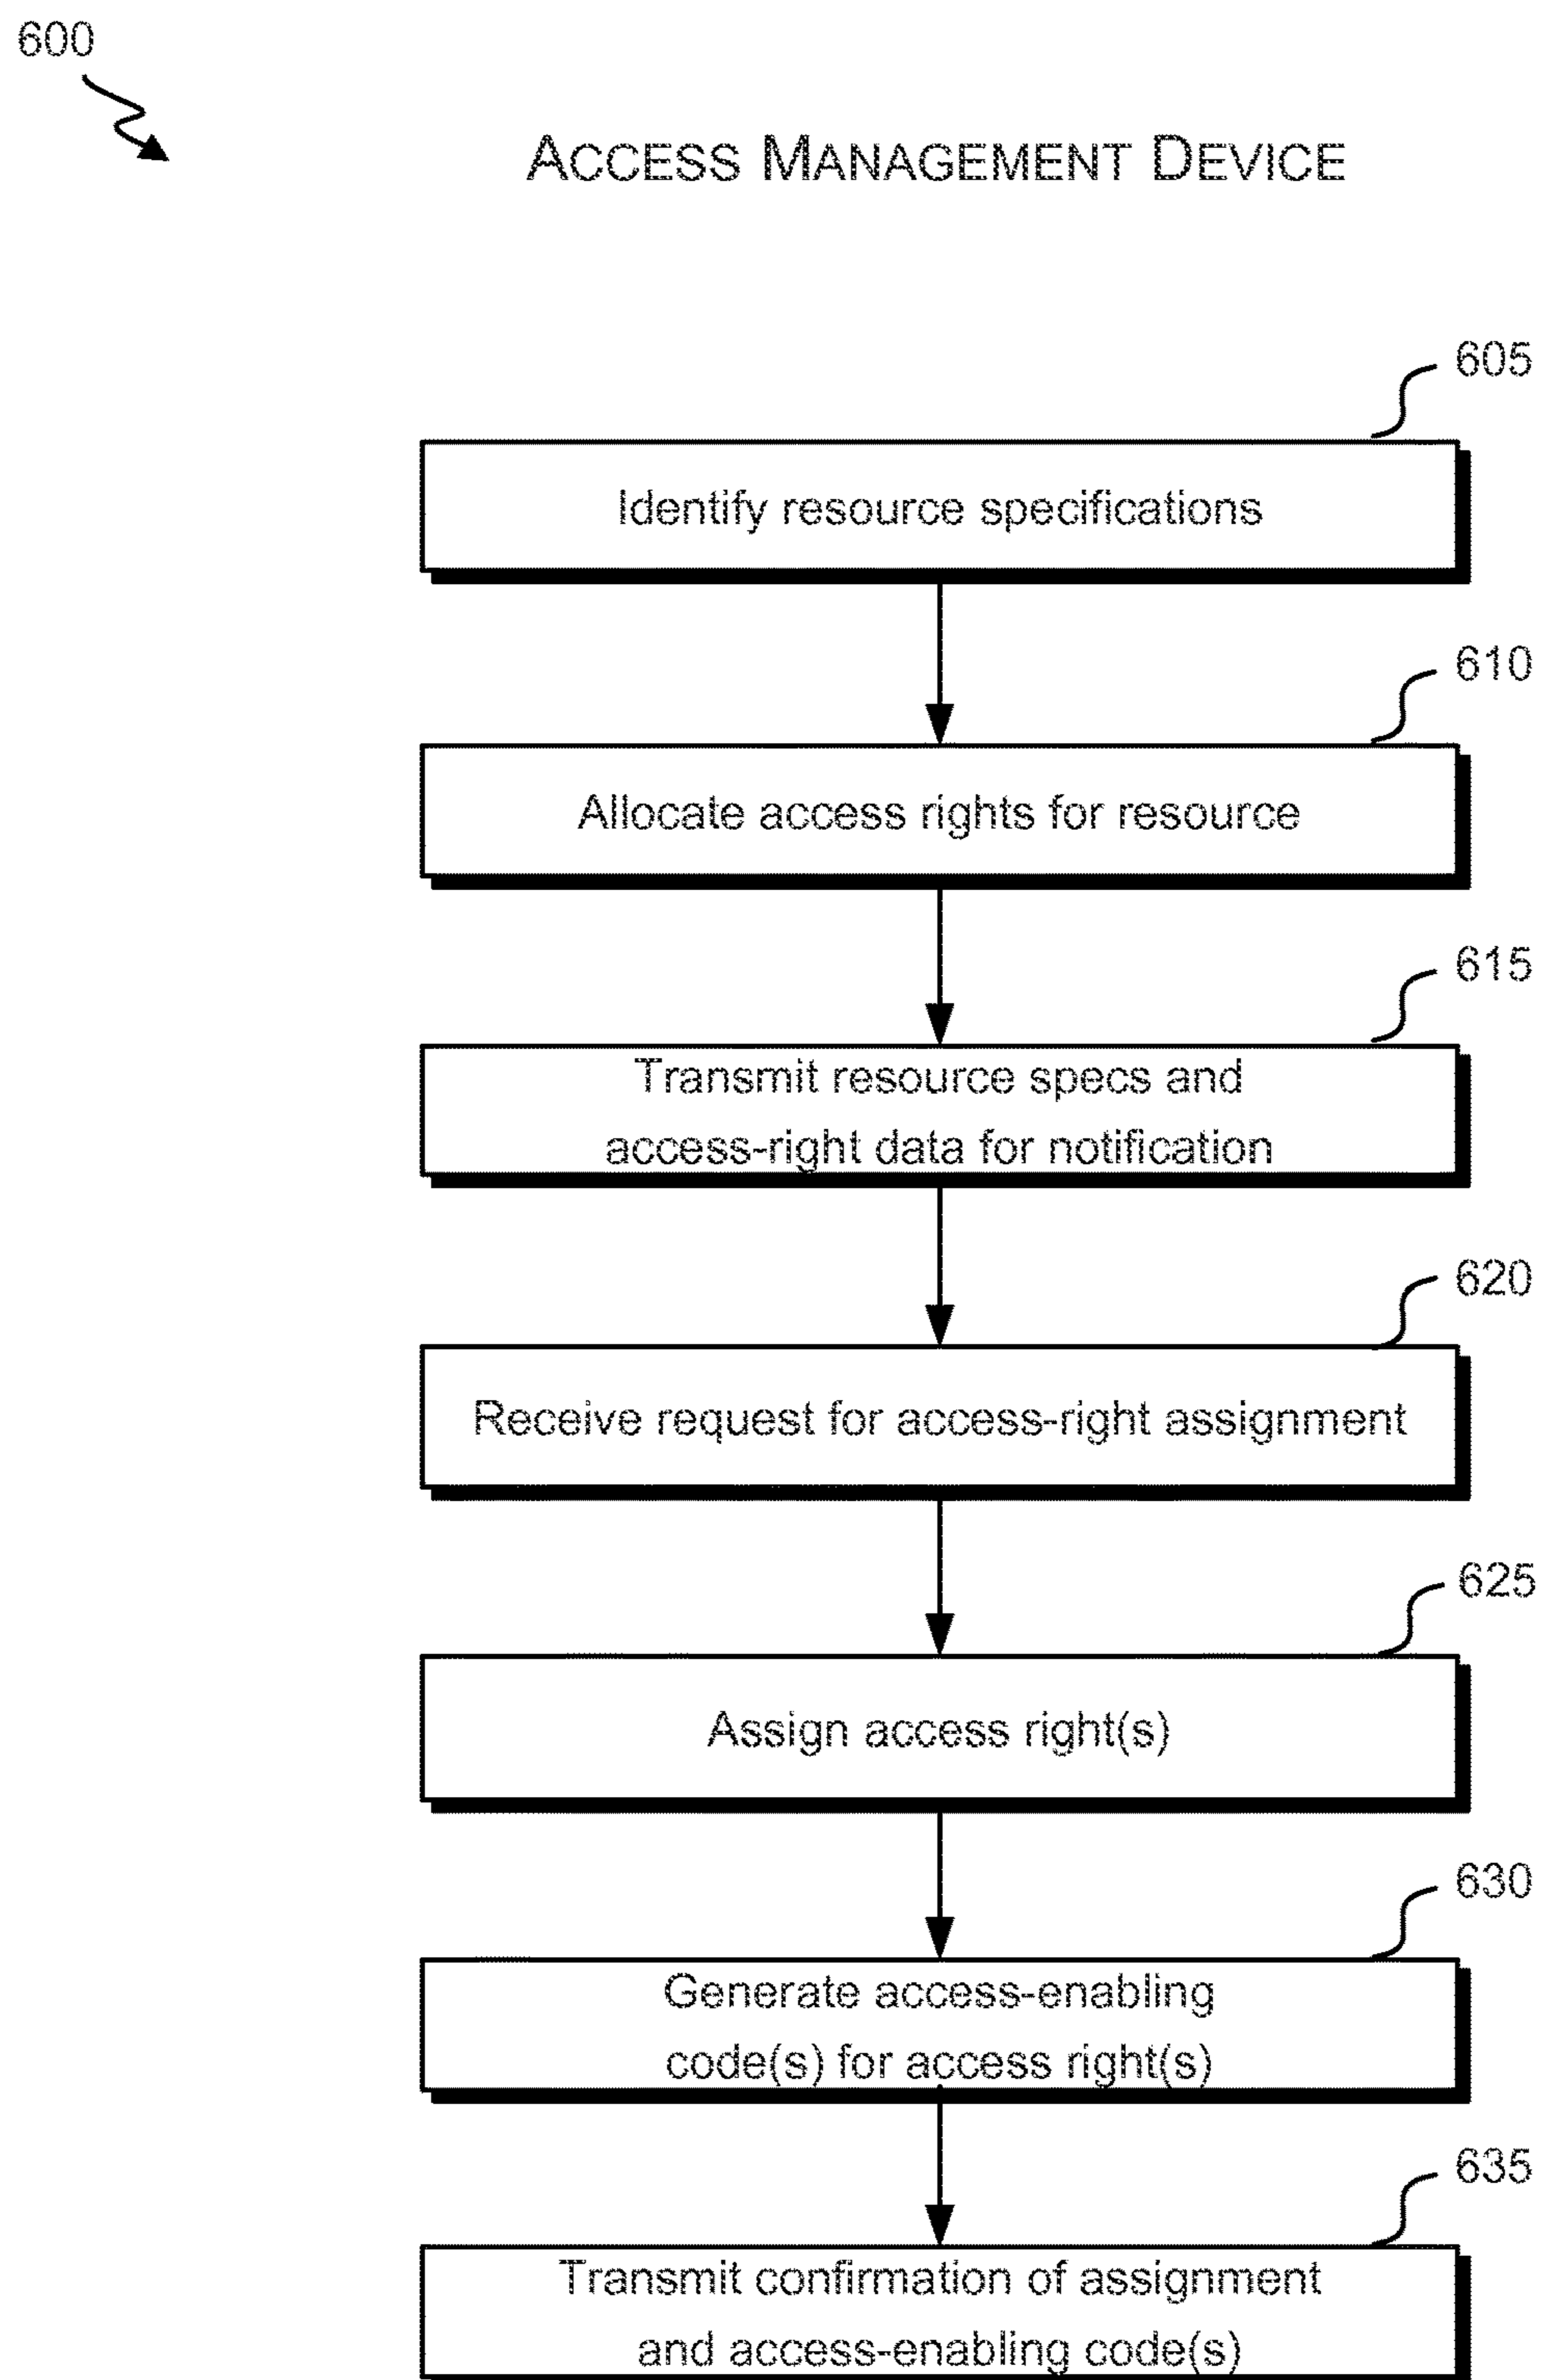 600
ACCESS MANAGEMENT DEVICE
605
Identify resource specifications
610
Allocate access rights for resource
615
Transmit resource specs and
access-right data for notification
620
Receive request for access-right assignment
625
Assign access right(s)
630
Generate access-enabling
code(s) for access right(s)
635
Transmit confirmation of assignment
and access-enabling code(s)